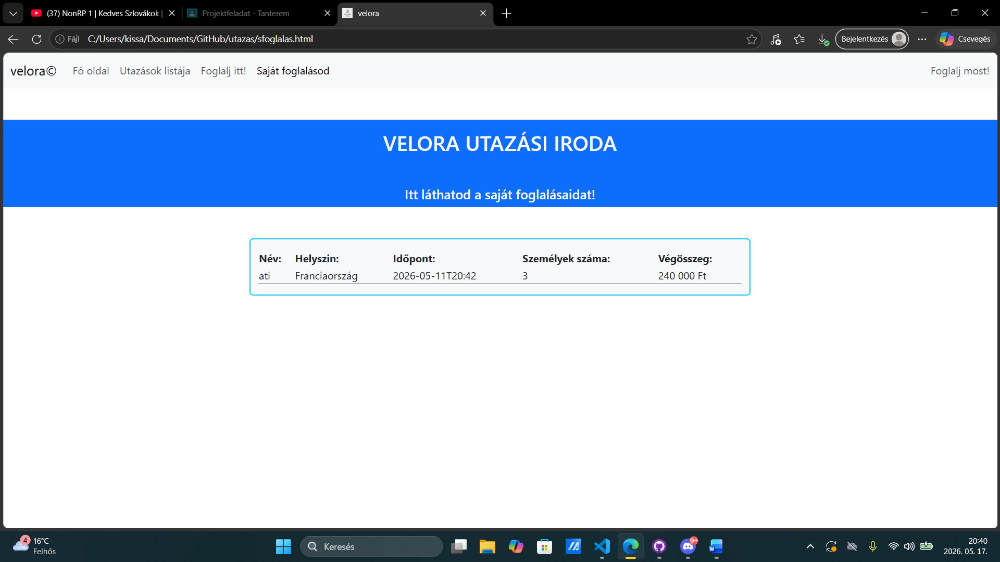 (37) NonRP 1 | Kedves Szlovákok |
Projektfeladat - Tanterem
velora
Fájl
C:/Users/kissa/Documents/GitHub/utazas/sfoglalas.html
Bejelentkezés
Csevegés
velora©
Fő oldal
Utazások listája
Foglalj itt!
Saját foglalásod
Foglalj most!
VELORA UTAZÁSI IRODA
Itt láthatod a saját foglalásaidat!
Név: Helyszin: Időpont: Személyek száma: Végösszeg:
ati Franciaország 2026-05-11T20:42 3 240 000 Ft
4
16°C
Felhős
Keresés
9+
W
20:40
2026. 05. 17.